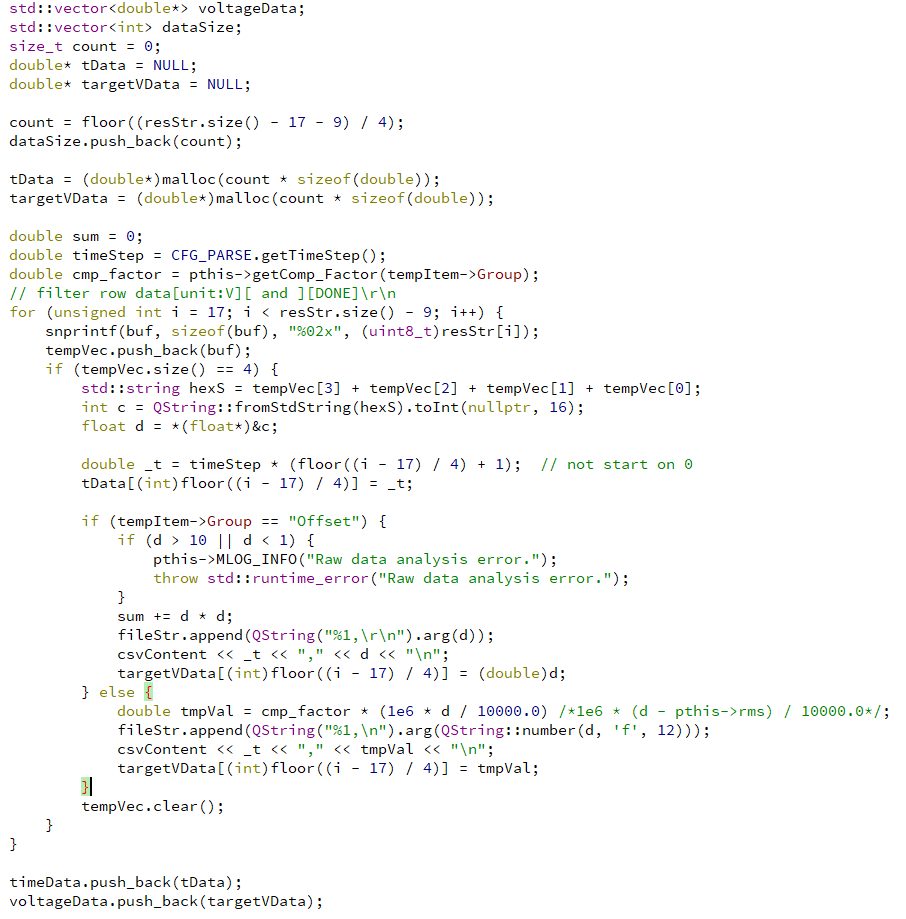 std::vector<double*> voltageData;
std::vector<int> dataSize;
size_t count = 0;
double* tData = NULL;
double* targetVData = NULL;

count = floor((resStr.size() - 17 - 9) / 4);
dataSize.push_back(count);

tData = (double*)malloc(count * sizeof(double));
targetVData = (double*)malloc(count * sizeof(double));

double sum = 0;
double timeStep = CFG_PARSE.getTimeStep();
double cmp_factor = pthis->getComp_Factor(tempItem->Group);
// filter row data[unit:V][ and ][DONE]\r\n
for (unsigned int i = 17; i < resStr.size() - 9; i++) {
    snprintf(buf, sizeof(buf), "%02x", (uint8_t)resStr[i]);
    tempVec.push_back(buf);
    if (tempVec.size() == 4) {
        std::string hexS = tempVec[3] + tempVec[2] + tempVec[1] + tempVec[0];
        int c = QString::fromStdString(hexS).toInt(nullptr, 16);
        float d = *(float*)&c;

        double _t = timeStep * (floor((i - 17) / 4) + 1);  // not start on 0
        tData[(int)floor((i - 17) / 4)] = _t;

        if (tempItem->Group == "Offset") {
            if (d > 10 || d < 1) {
                pthis->MLOG_INFO("Raw data analysis error.");
                throw std::runtime_error("Raw data analysis error.");
            }
            sum += d * d;
            fileStr.append(QString("%1,\r\n").arg(d));
            csvContent << _t << "," << d << "\n";
            targetVData[(int)floor((i - 17) / 4)] = (double)d;
        } else {
            double tmpVal = cmp_factor * (1e6 * d / 10000.0) /*1e6 * (d - pthis->rms) / 10000.0*/;
            fileStr.append(QString("%1,\n").arg(QString::number(d, 'f', 12)));
            csvContent << _t << "," << tmpVal << "\n";
            targetVData[(int)floor((i - 17) / 4)] = tmpVal;
        }
        tempVec.clear();
    }
}

timeData.push_back(tData);
voltageData.push_back(targetVData);